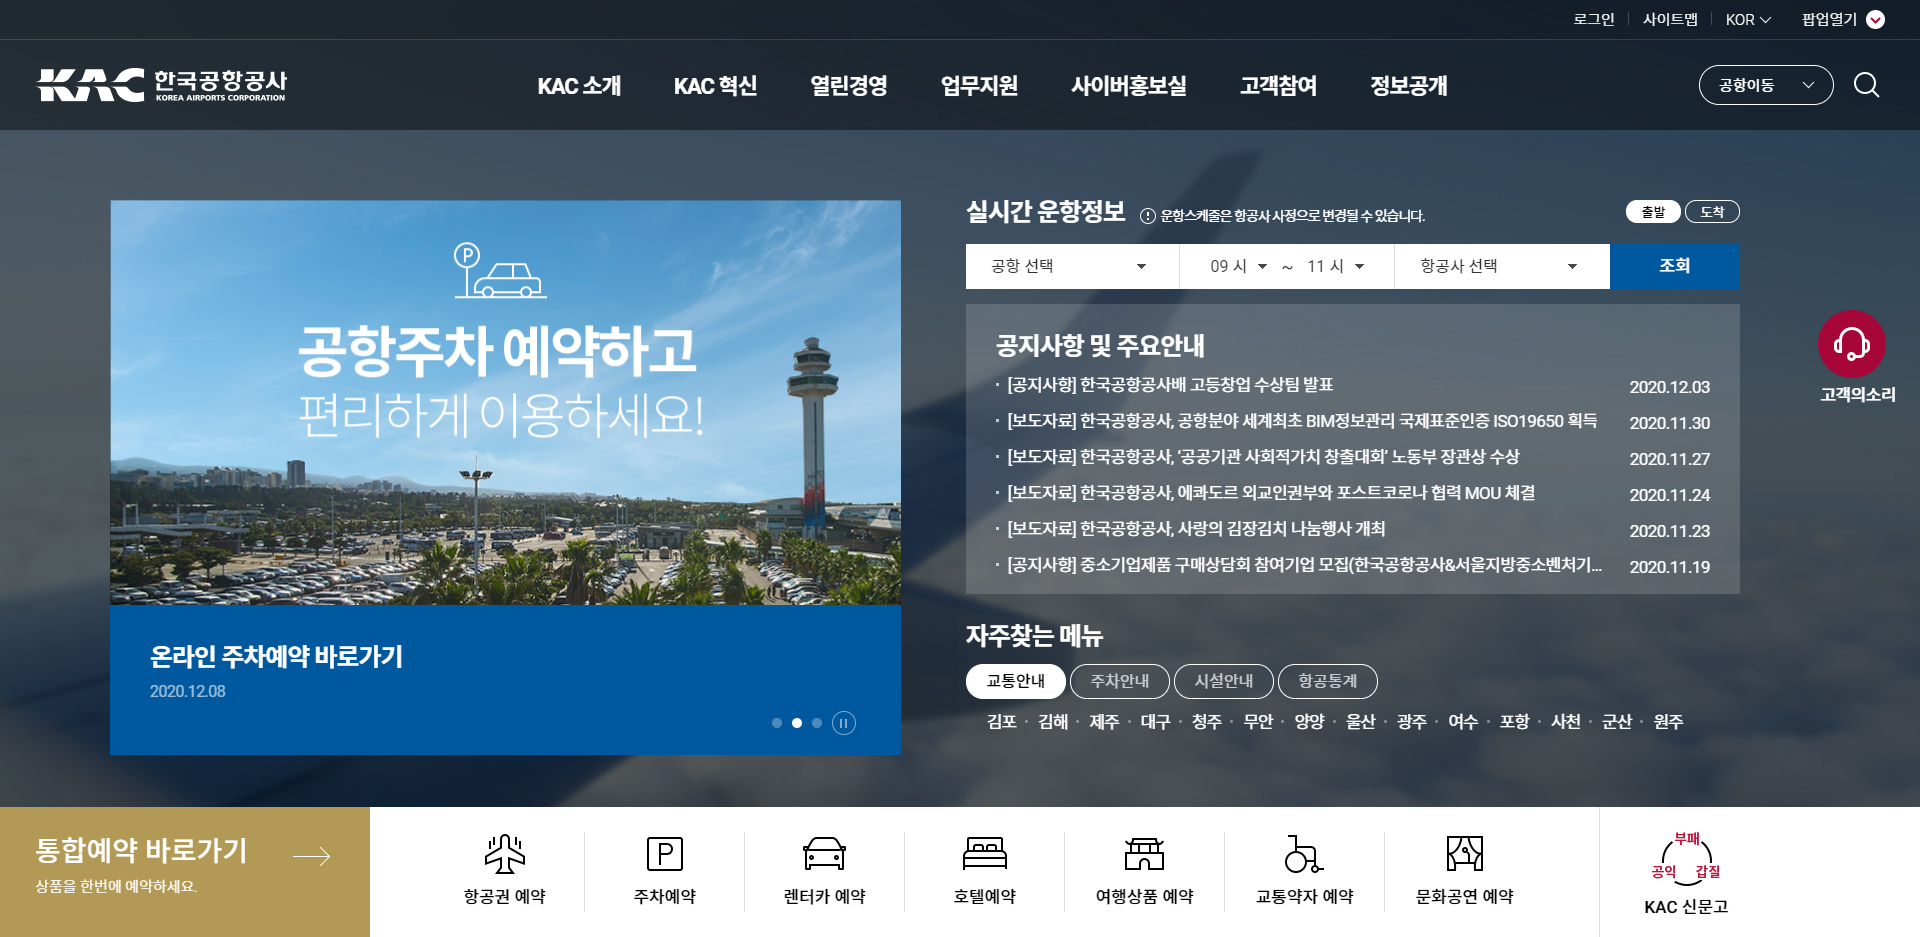 로그인
사이트맵
KOR
팝업열기
KAC 한국공항공사
KOREA AIRPORTS CORPORATION
KAC 소개
KAC 혁신
열린경영
업무지원
사이버홍보실
고객참여
정보공개
공항이동
P
공항주차 예약하고
편리하게 이용하세요!
온라인 주차예약 바로가기
2020.12.08
실시간 운항정보
운항스케줄은 항공사 사정으로 변경될 수 있습니다.
출발
도착
공항 선택
09 시 ~ 11 시
항공사 선택
조회
공지사항 및 주요안내
[공지사항] 한국공항공사배 고등창업 수상팀 발표 2020.12.03
[보도자료] 한국공항공사, 공항분야 세계최초 BIM정보관리 국제표준인증 ISO19650 획득 2020.11.30
[보도자료] 한국공항공사, ‘공공기관 사회적가치 창출대회’ 노동부 장관상 수상 2020.11.27
[보도자료] 한국공항공사, 에콰도르 외교인권부와 포스트코로나 협력 MOU 체결 2020.11.24
[보도자료] 한국공항공사, 사랑의 김장김치 나눔행사 개최 2020.11.23
[공지사항] 중소기업제품 구매상담회 참여기업 모집(한국공항공사&서울지방중소벤처기... 2020.11.19
고객의소리
자주찾는 메뉴
교통안내
주차안내
시설안내
항공통계
김포 · 김해 · 제주 · 대구 · 청주 · 무안 · 양양 · 울산 · 광주 · 여수 · 포항 · 사천 · 군산 · 원주
통합예약 바로가기
상품을 한번에 예약하세요.
항공권 예약
P
주차예약
렌터카 예약
호텔예약
여행상품 예약
교통약자 예약
문화공연 예약
부패
공익 갑질
KAC 신문고